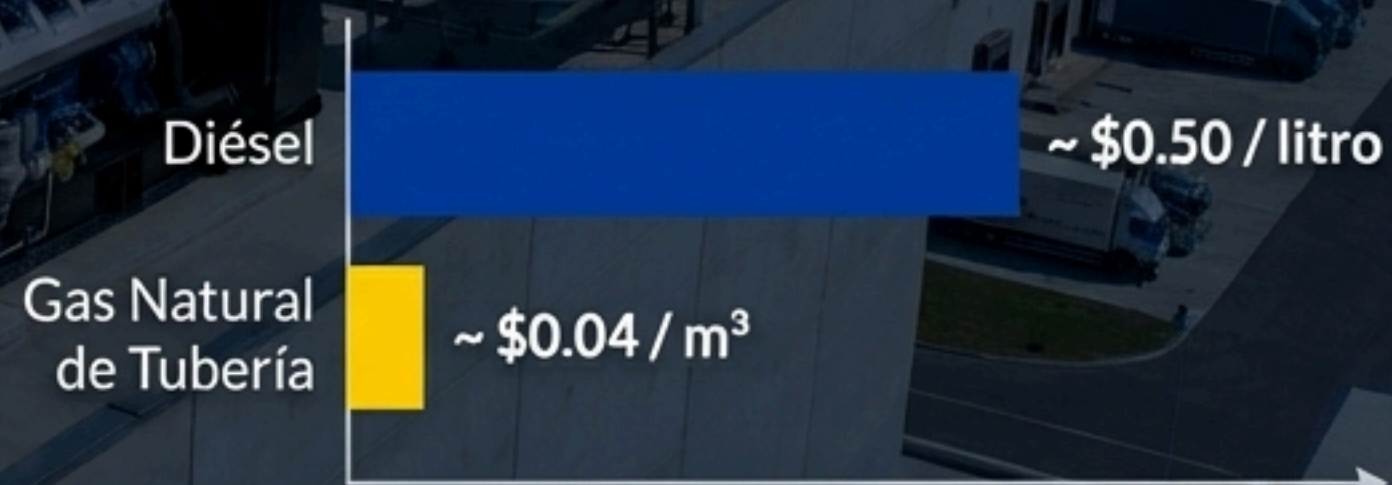 Diésel
~ $0.50 / litro
Gas Natural
de Tubería
~ $0.04 / m³